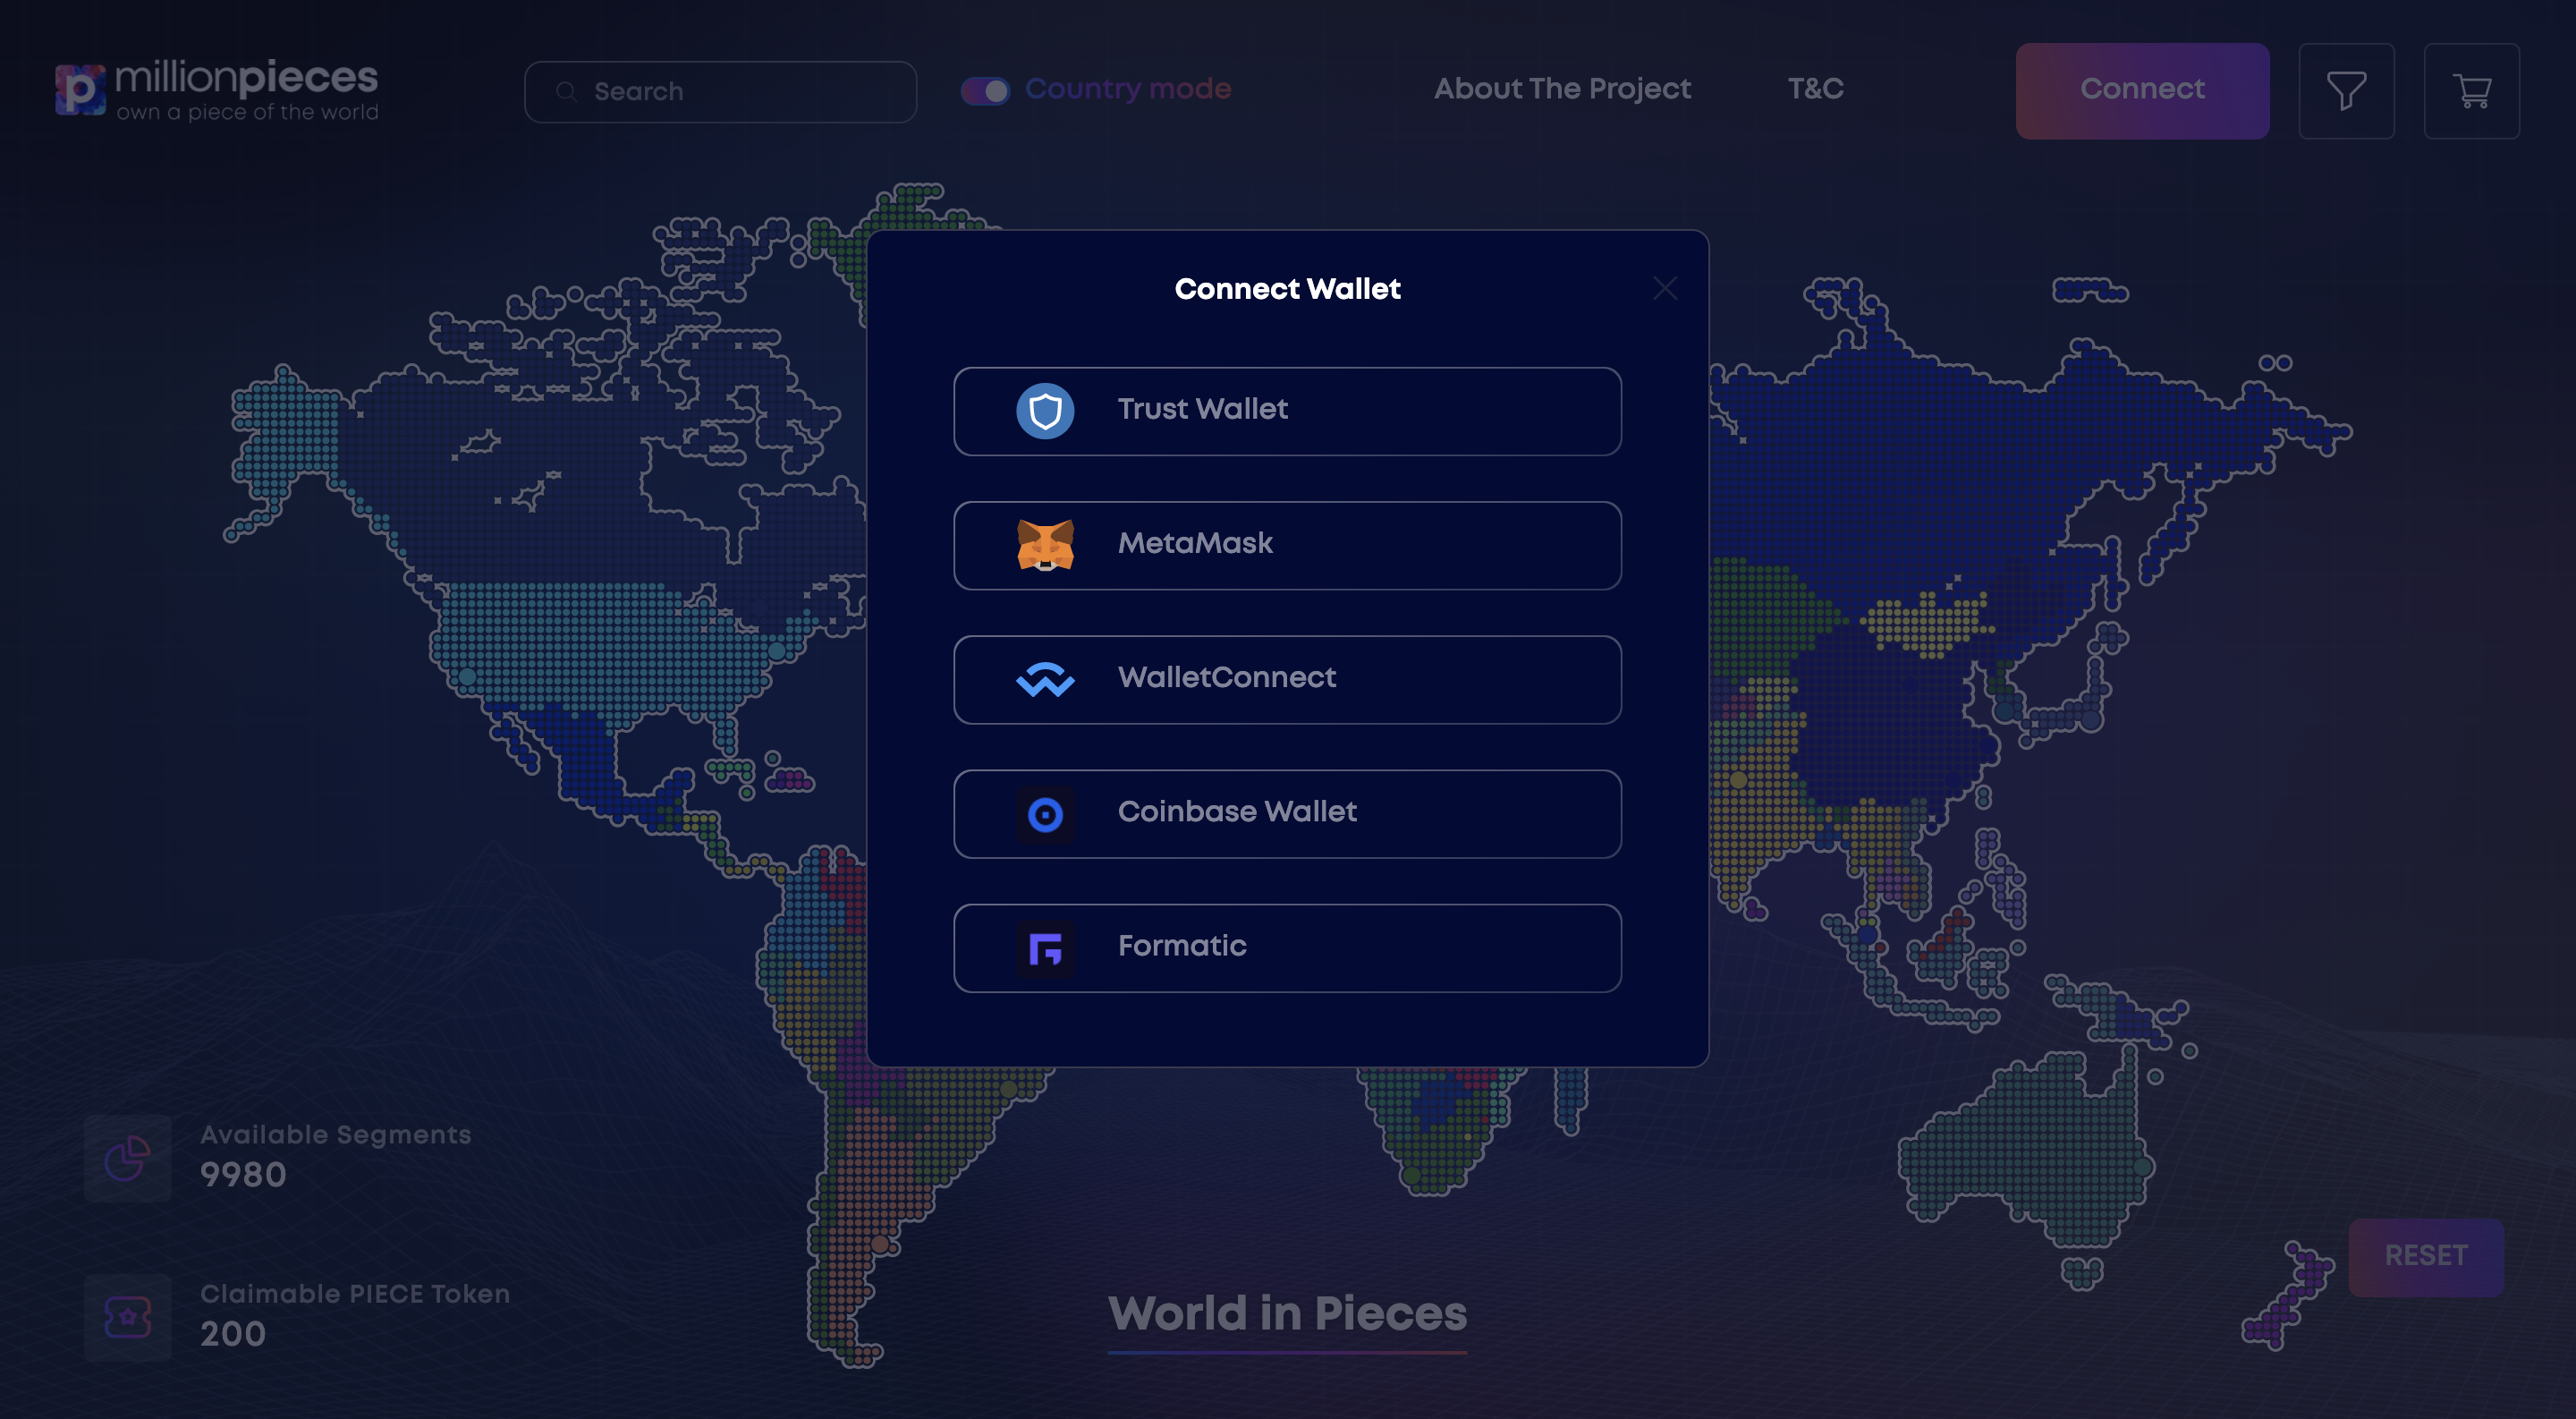 millionpieces
own a piece of the world
Search
Country mode
About The Project
T&C
Connect
Connect Wallet
Trust Wallet
MetaMask
WalletConnect
Coinbase Wallet
Formatic
Available Segments
9980
Claimable PIECE Token
200
World in Pieces
RESET